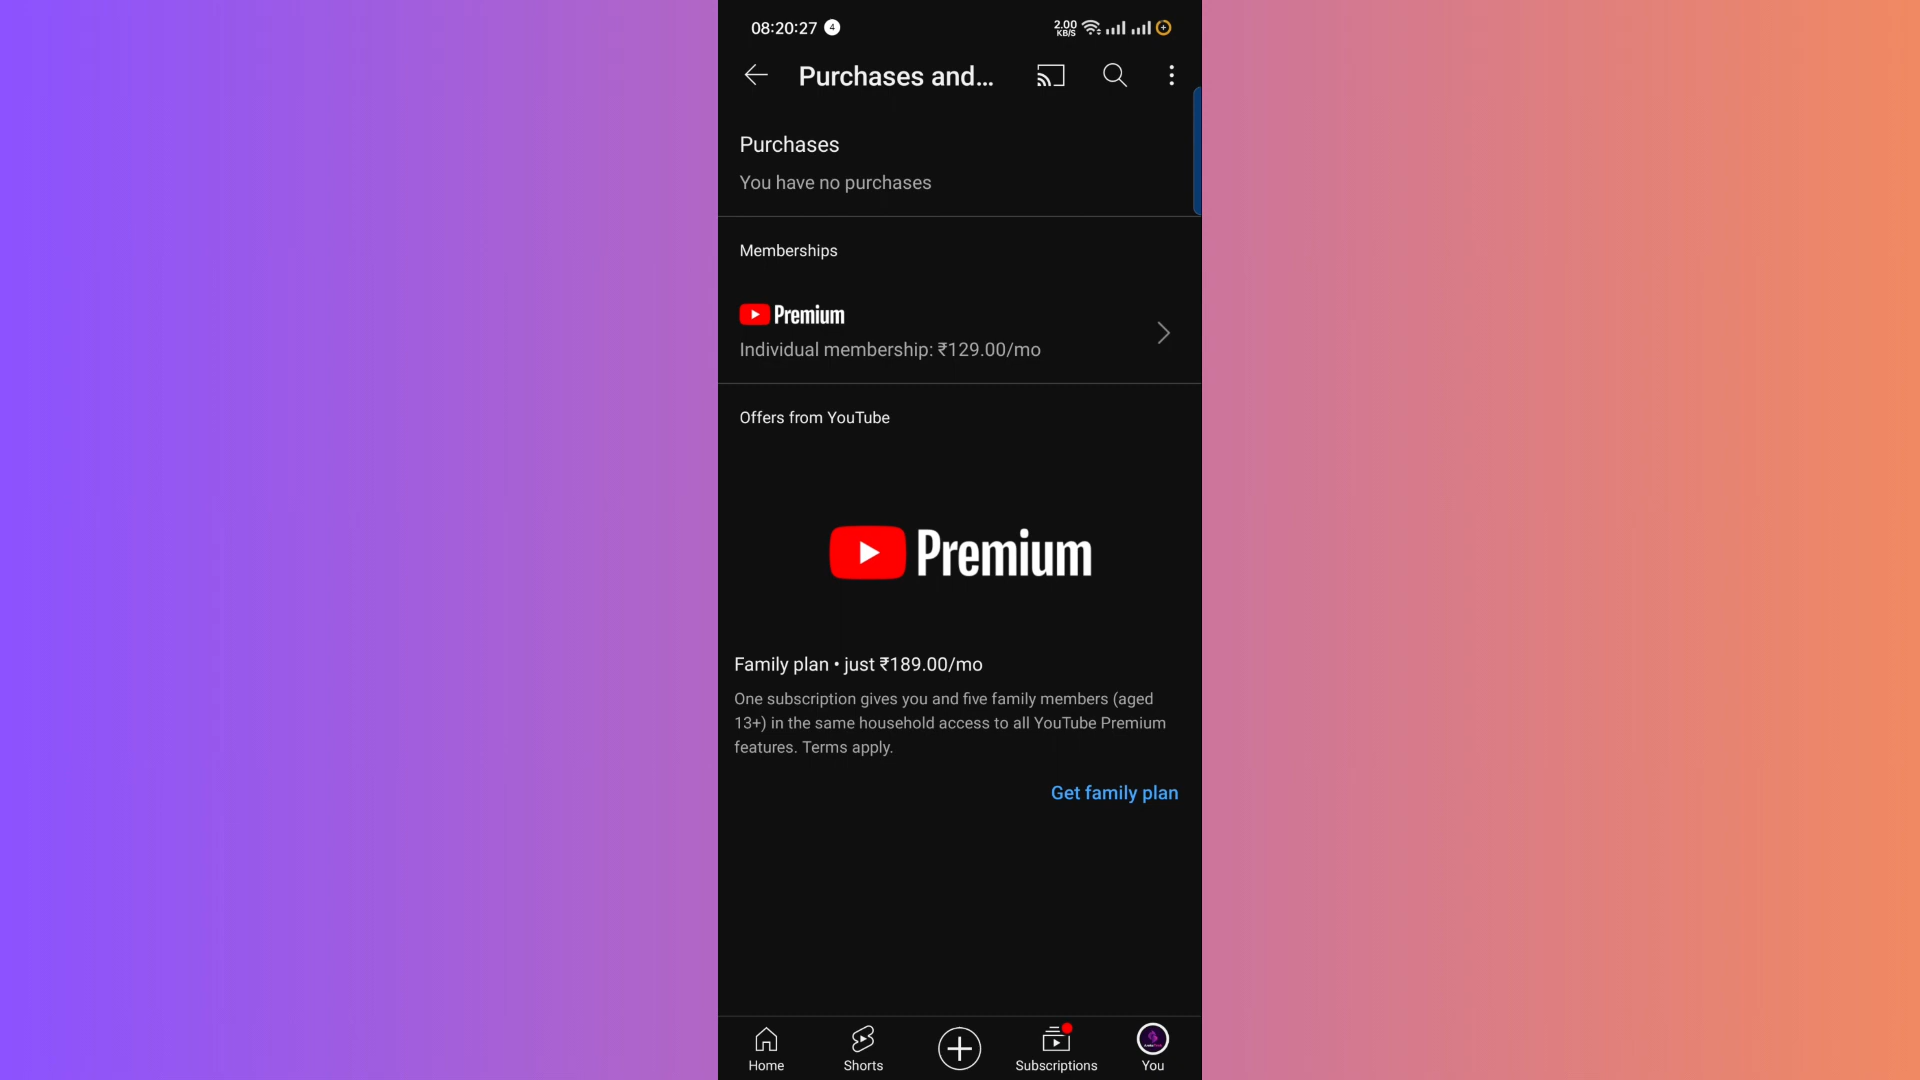 08:20:27 4
2.00 KB/S
Purchases and...
Purchases
You have no purchases
Memberships
Premium
Individual membership: ₹129.00/mo
Offers from YouTube
Premium
Family plan • just ₹189.00/mo
One subscription gives you and five family members (aged
13+) in the same household access to all YouTube Premium
features. Terms apply.
Get family plan
Home
Shorts
Subscriptions
You